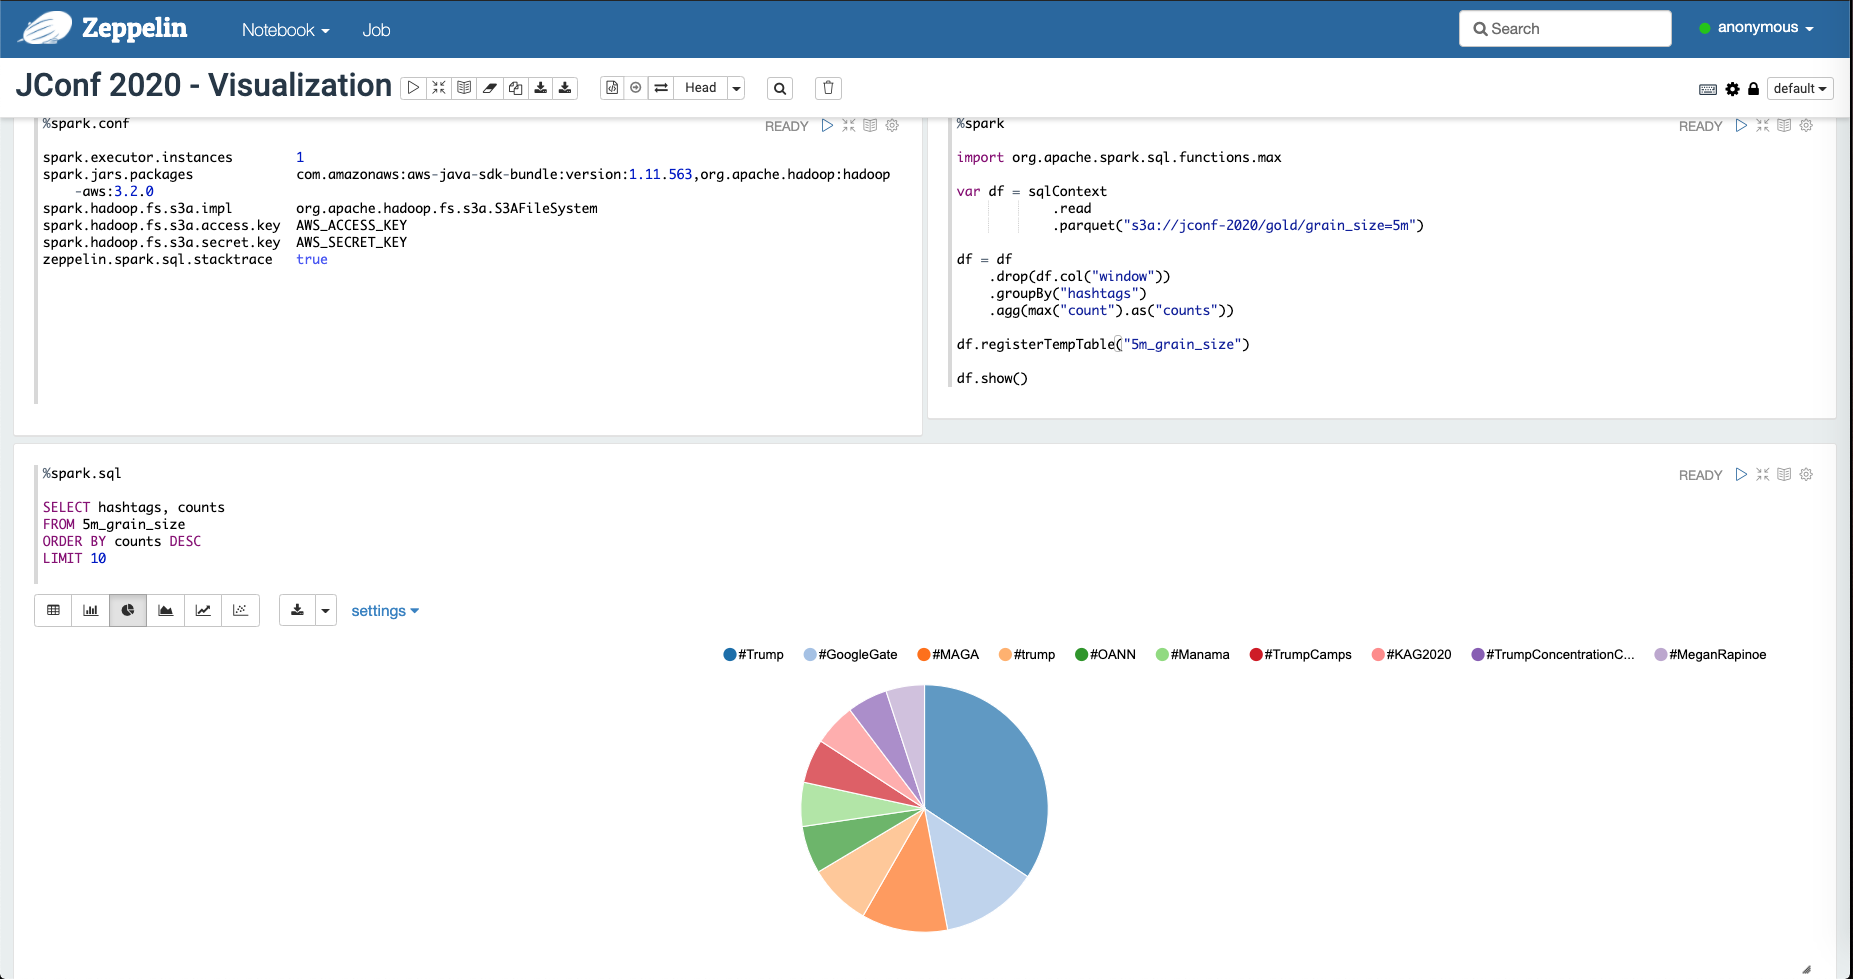 Zeppelin Notebook Job Search anonymous
JConf 2020 - Visualization Head default
%spark.conf
READY
spark.executor.instances 1
spark.jars.packages com.amazonaws:aws-java-sdk-bundle:version:1.11.563,org.apache.hadoop:hadoop
-aws:3.2.0
spark.hadoop.fs.s3a.impl org.apache.hadoop.fs.s3a.S3AFileSystem
spark.hadoop.fs.s3a.access.key AWS_ACCESS_KEY
spark.hadoop.fs.s3a.secret.key AWS_SECRET_KEY
zeppelin.spark.sql.stacktrace true
%spark
READY
import org.apache.spark.sql.functions.max
var df = sqlContext
.read
.parquet("s3a://jconf-2020/gold/grain_size=5m")
df = df
.drop(df.col("window"))
.groupBy("hashtags")
.agg(max("count").as("counts"))
df.registerTempTable("5m_grain_size")
df.show()
%spark.sql
READY
SELECT hashtags, counts
FROM 5m_grain_size
ORDER BY counts DESC
LIMIT 10
settings
#Trump #GoogleGate #MAGA #trump #OANN #Manama #TrumpCamps #KAG2020 #TrumpConcentrationC... #MeganRapinoe